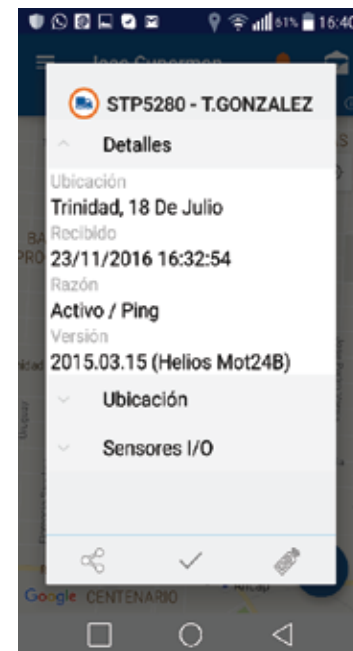 61% 16:40
STP5280 - T.GONZALEZ
Detalles
Ubicación
Trinidad, 18 De Julio
Recibido
23/11/2016 16:32:54
Razón
Activo / Ping
Versión
2015.03.15 (Helios Mot24B)
Ubicación
Sensores I/O
Google CENTENARIO